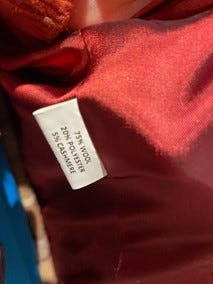 75% WOOL
20% POLYESTER
5% CASHMERE